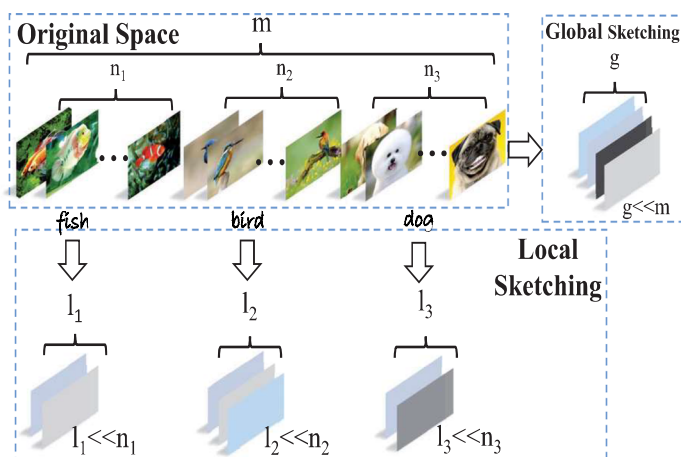 Original Space
m
n₁
n₂
n₃
fish
bird
dog
Global Sketching
g
g<<m
Local
Sketching
l₁
l₂
l₃
l₁<<n₁
l₂<<n₂
l₃<<n₃